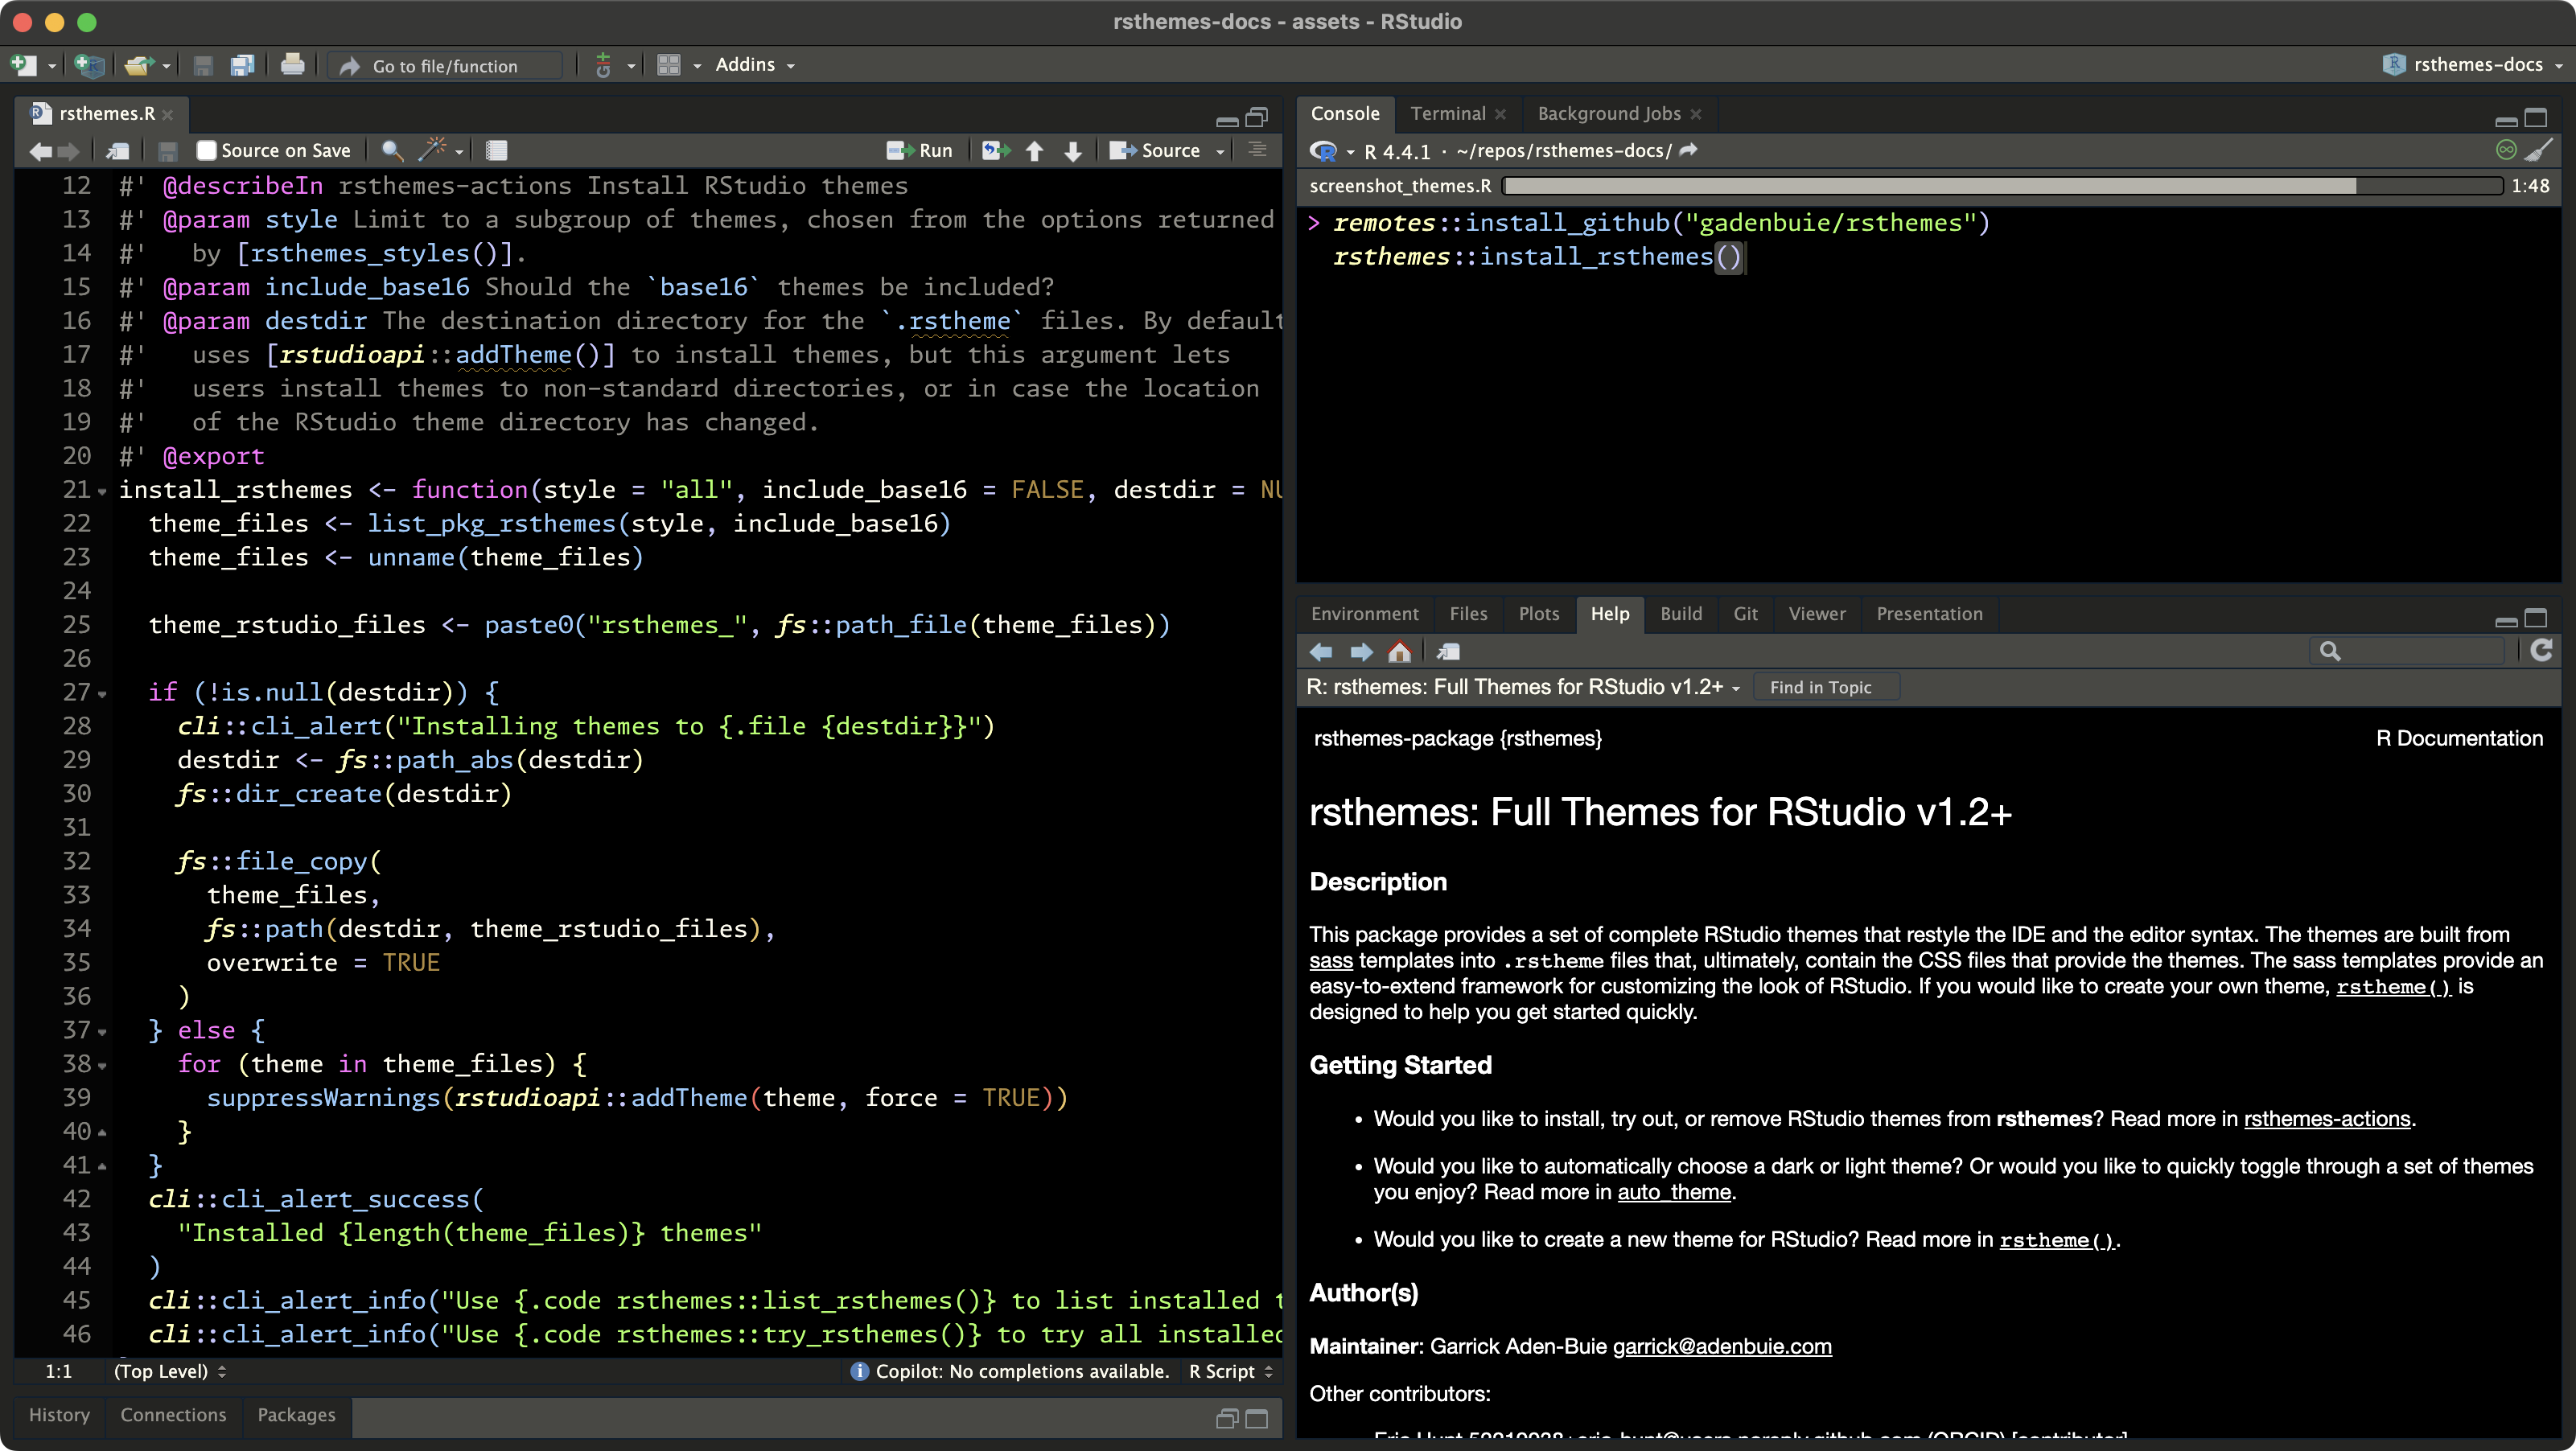 rsthemes-docs - assets - RStudio
Go to file/function
Addins
rsthemes-docs
rsthemes.R
Source on Save
Run
Source
12 #' @describeIn rsthemes-actions Install RStudio themes
13 #' @param style Limit to a subgroup of themes, chosen from the options returned
14 #'   by [rsthemes_styles()].
15 #' @param include_base16 Should the `base16` themes be included?
16 #' @param destdir The destination directory for the `.rstheme` files. By default
17 #'   uses [rstudioapi::addTheme()] to install themes, but this argument lets
18 #'   users install themes to non-standard directories, or in case the location
19 #'   of the RStudio theme directory has changed.
20 #' @export
21 install_rsthemes <- function(style = "all", include_base16 = FALSE, destdir = NU
22   theme_files <- list_pkg_rsthemes(style, include_base16)
23   theme_files <- unname(theme_files)
24
25   theme_rstudio_files <- paste0("rsthemes_", fs::path_file(theme_files))
26
27   if (!is.null(destdir)) {
28     cli::cli_alert("Installing themes to {.file {destdir}}")
29     destdir <- fs::path_abs(destdir)
30     fs::dir_create(destdir)
31
32     fs::file_copy(
33       theme_files,
34       fs::path(destdir, theme_rstudio_files),
35       overwrite = TRUE
36     )
37   } else {
38     for (theme in theme_files) {
39       suppressWarnings(rstudioapi::addTheme(theme, force = TRUE))
40     }
41   }
42   cli::cli_alert_success(
43     "Installed {length(theme_files)} themes"
44   )
45   cli::cli_alert_info("Use {.code rsthemes::list_rsthemes()} to list installed t
46   cli::cli_alert_info("Use {.code rsthemes::try_rsthemes()} to try all installed
1:1 (Top Level)
Copilot: No completions available. R Script
History Connections Packages
Console Terminal Background Jobs
R 4.4.1 · ~/repos/rsthemes-docs/
screenshot_themes.R 1:48
> remotes::install_github("gadenbuie/rsthemes")
rsthemes::install_rsthemes()
Environment Files Plots Help Build Git Viewer Presentation
R: rsthemes: Full Themes for RStudio v1.2+ Find in Topic
rsthemes-package {rsthemes} R Documentation
rsthemes: Full Themes for RStudio v1.2+
Description
This package provides a set of complete RStudio themes that restyle the IDE and the editor syntax. The themes are built from
sass templates into .rstheme files that, ultimately, contain the CSS files that provide the themes. The sass templates provide an
easy-to-extend framework for customizing the look of RStudio. If you would like to create your own theme, rstheme() is
designed to help you get started quickly.
Getting Started
• Would you like to install, try out, or remove RStudio themes from rsthemes? Read more in rsthemes-actions.
• Would you like to automatically choose a dark or light theme? Or would you like to quickly toggle through a set of themes
you enjoy? Read more in auto_theme.
• Would you like to create a new theme for RStudio? Read more in rstheme().
Author(s)
Maintainer: Garrick Aden-Buie garrick@adenbuie.com
Other contributors: